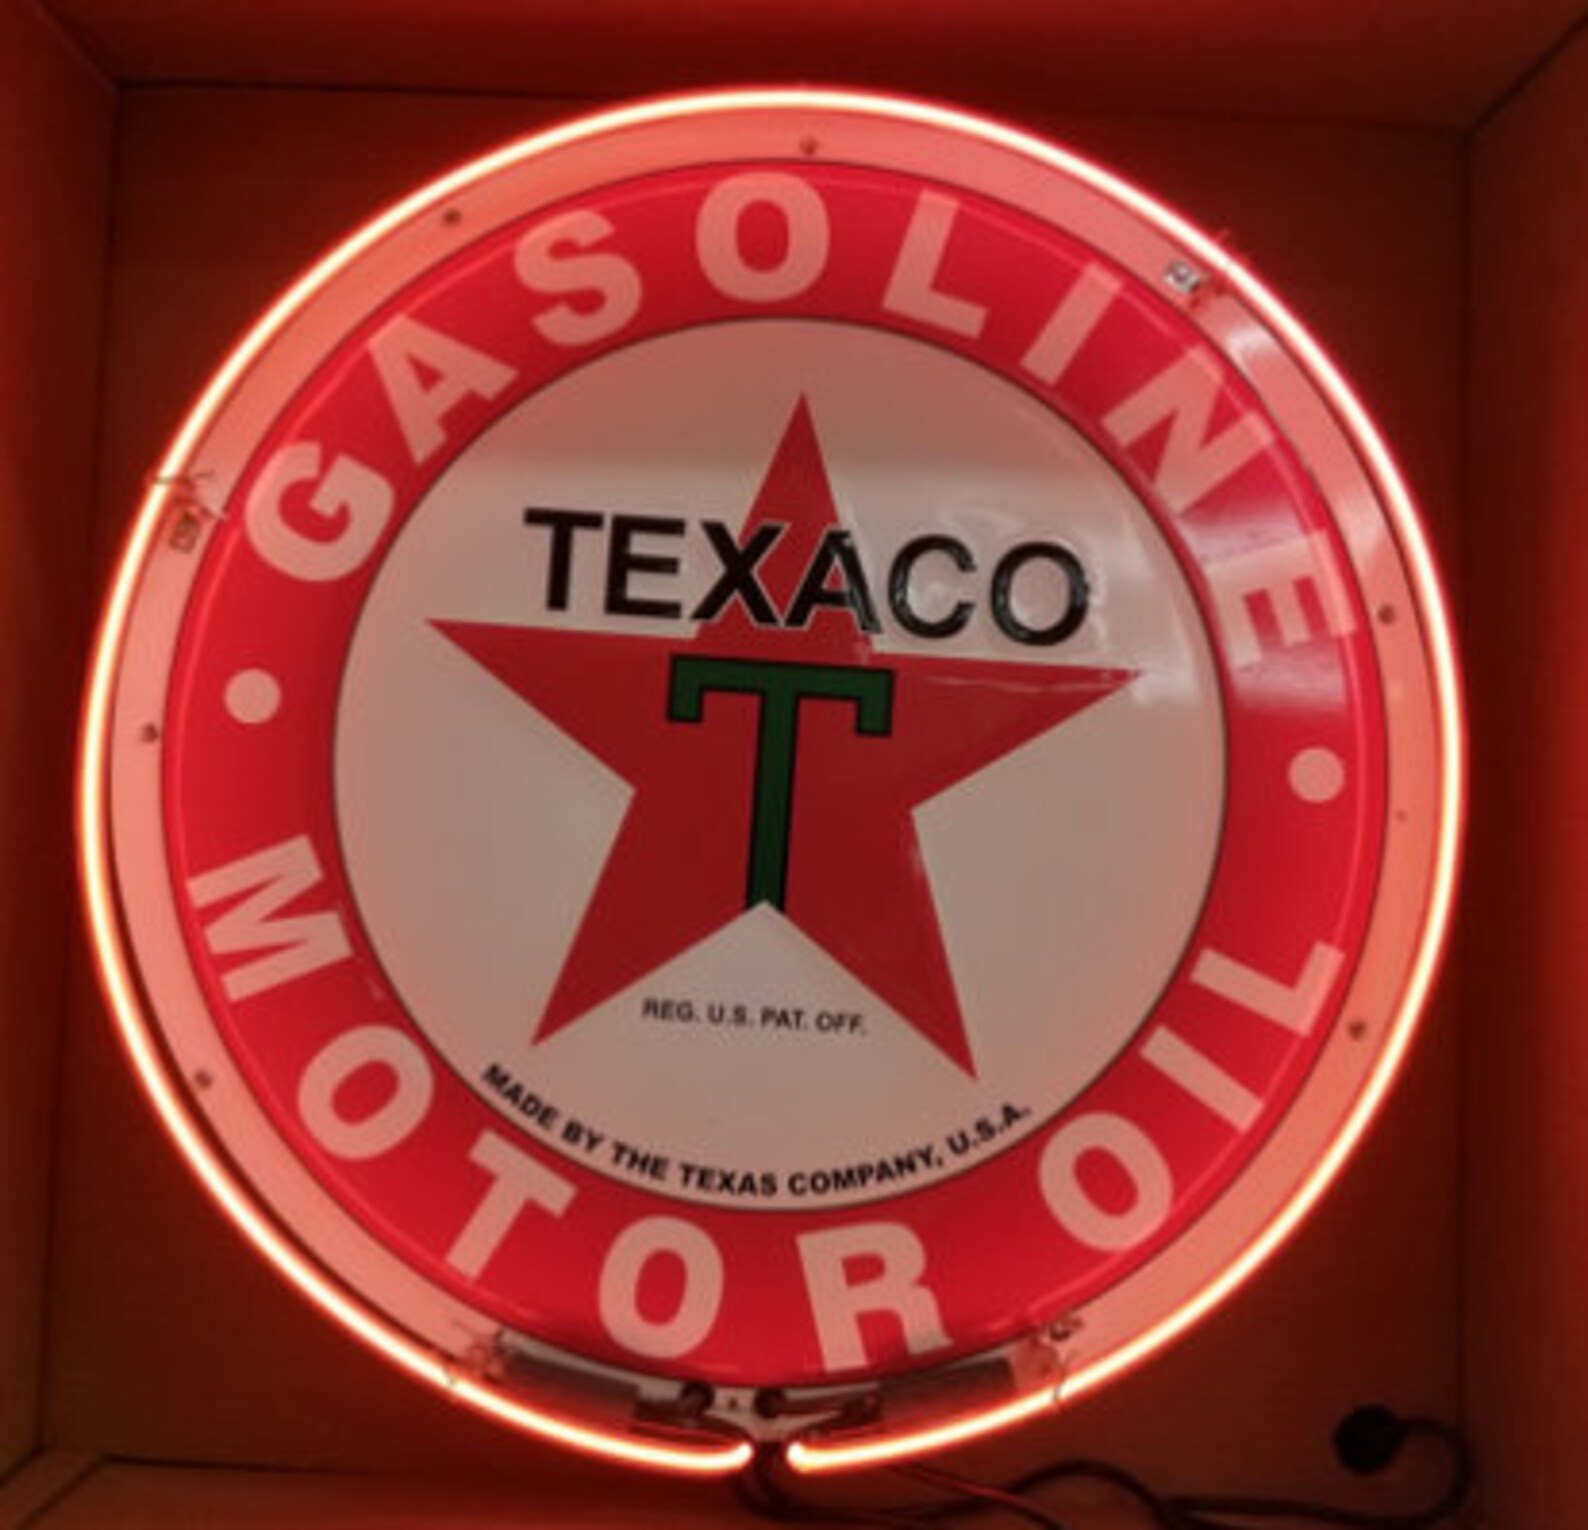 GASOLINE
TEXACO
T
REG. U.S. PAT. OFF.
MADE BY THE TEXAS COMPANY, U.S.A.
• MOTOR OIL •